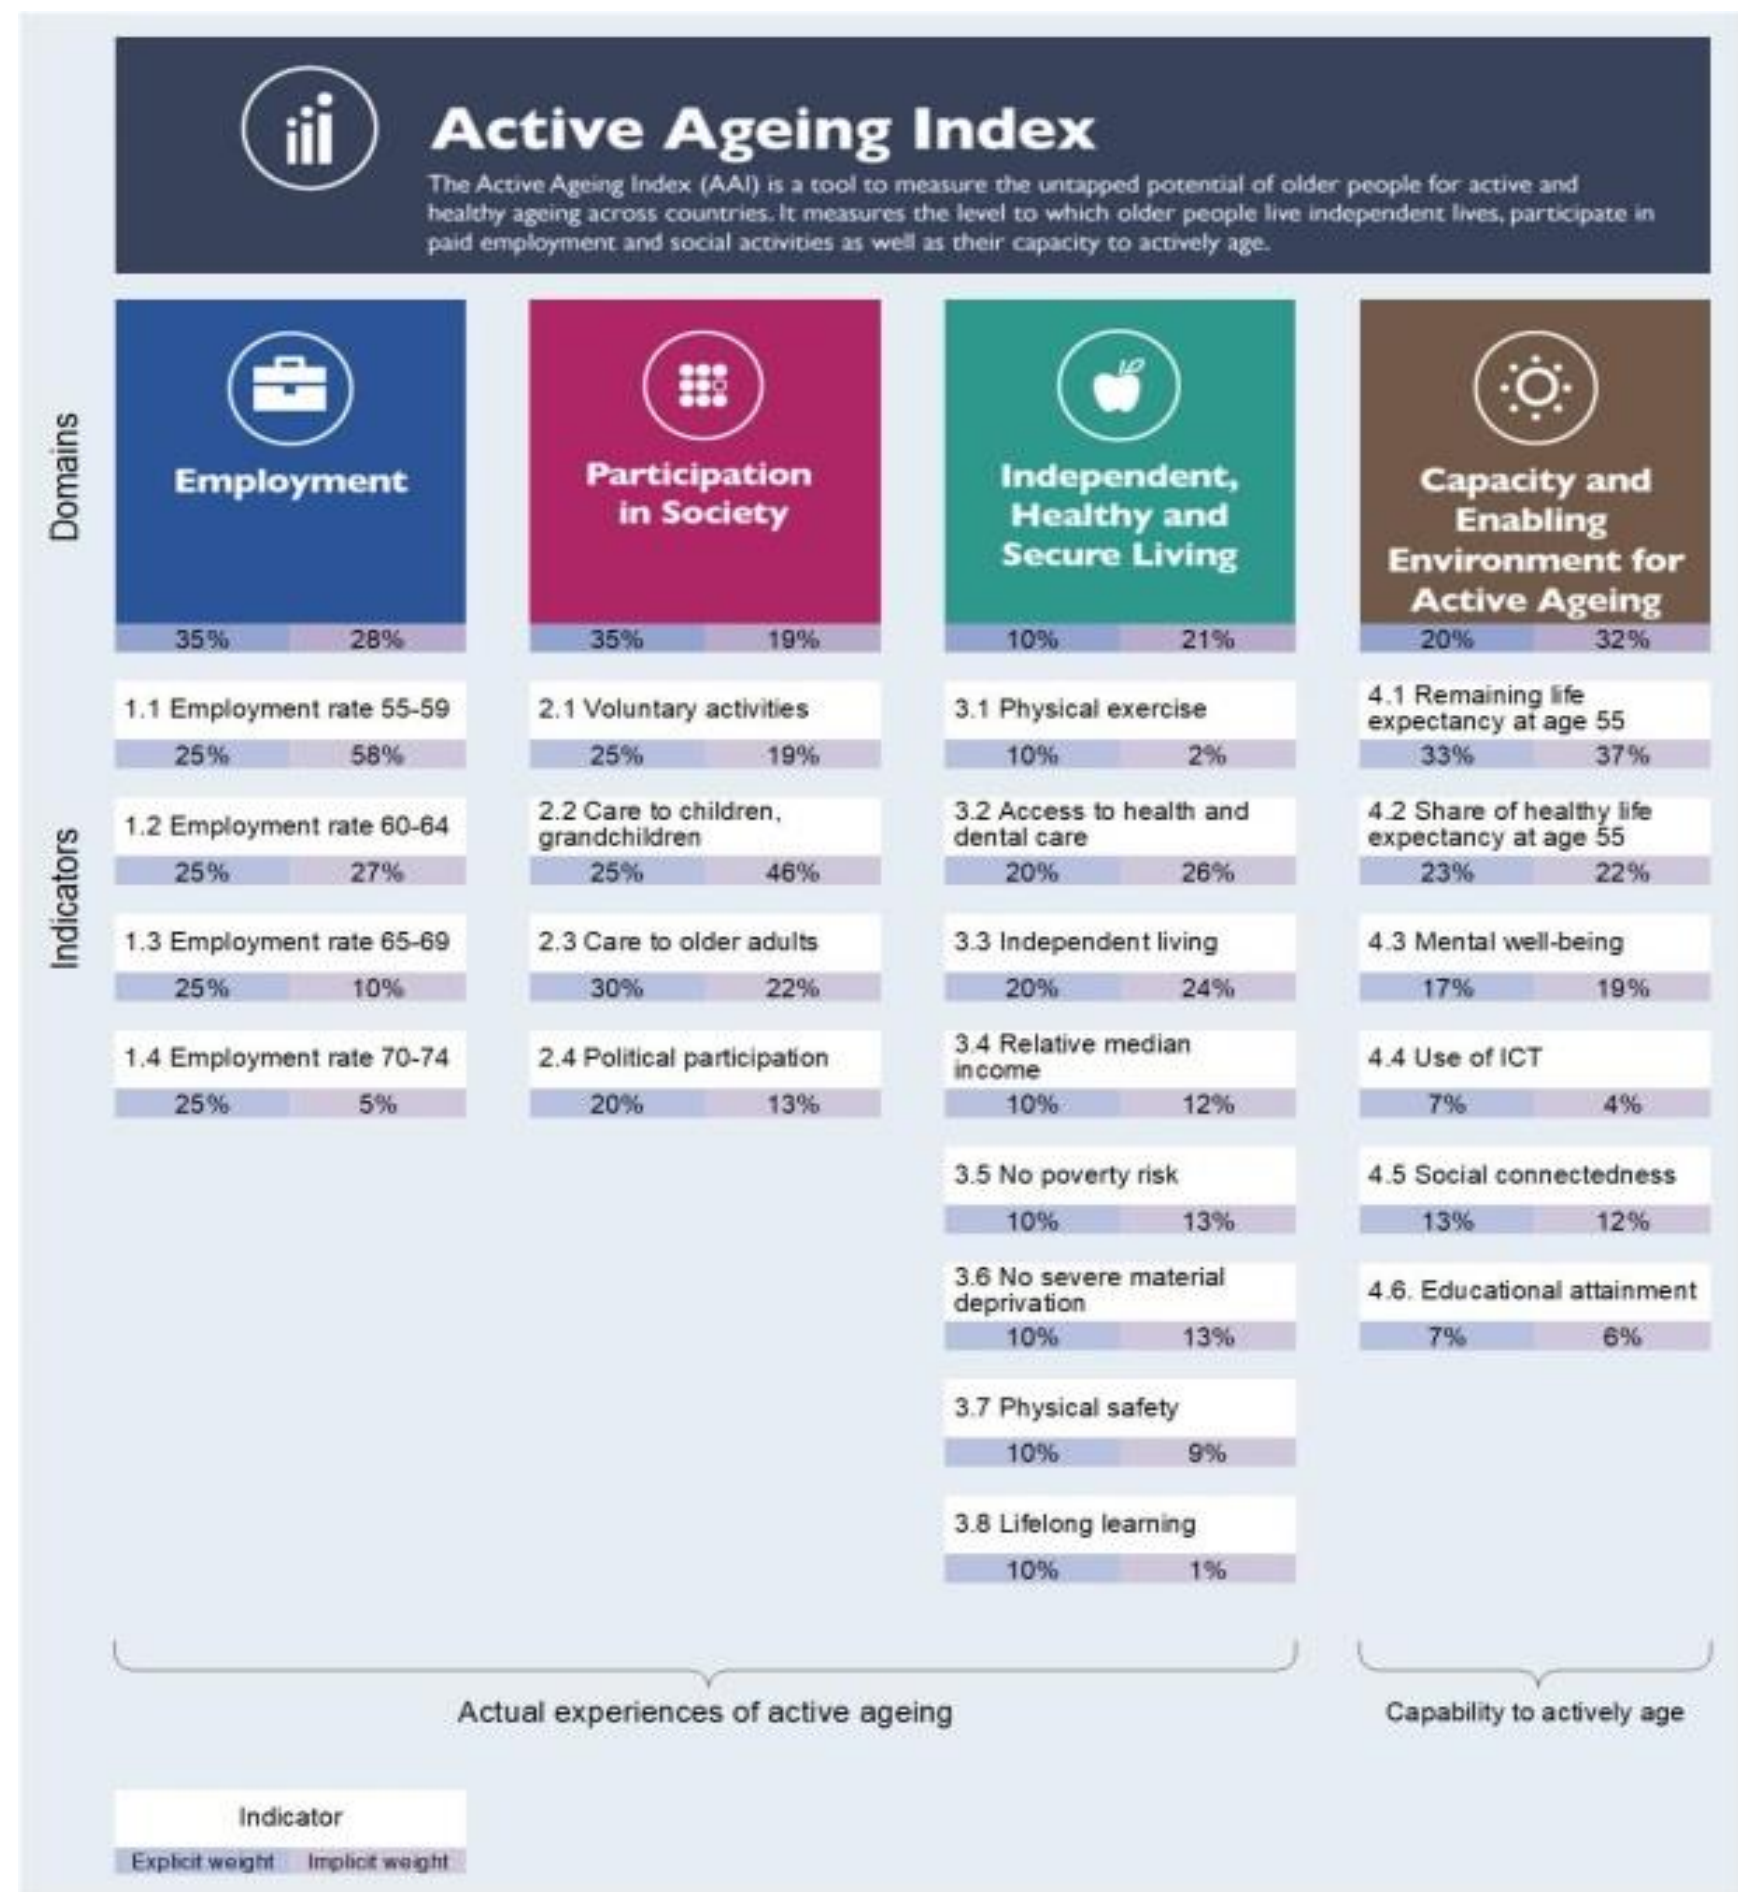 Active Ageing Index
The Active Ageing Index (AAI) is a tool to measure the untapped potential of older people for active and
healthy ageing across countries. It measures the level to which older people live independent lives, participate in
paid employment and social activities as well as their capacity to actively age.
Domains
Employment
35% 28%
Participation
in Society
35% 19%
Independent,
Healthy and
Secure Living
10% 21%
Capacity and
Enabling
Environment for
Active Ageing
20% 32%
Indicators
1.1 Employment rate 55-59
25% 58%
1.2 Employment rate 60-64
25% 27%
1.3 Employment rate 65-69
25% 10%
1.4 Employment rate 70-74
25% 5%
2.1 Voluntary activities
25% 19%
2.2 Care to children,
grandchildren
25% 46%
2.3 Care to older adults
30% 22%
2.4 Political participation
20% 13%
3.1 Physical exercise
10% 2%
3.2 Access to health and
dental care
20% 26%
3.3 Independent living
20% 24%
3.4 Relative median
income
10% 12%
3.5 No poverty risk
10% 13%
3.6 No severe material
deprivation
10% 13%
3.7 Physical safety
10% 9%
3.8 Lifelong learning
10% 1%
4.1 Remaining life
expectancy at age 55
33% 37%
4.2 Share of healthy life
expectancy at age 55
23% 22%
4.3 Mental well-being
17% 19%
4.4 Use of ICT
7% 4%
4.5 Social connectedness
13% 12%
4.6. Educational attainment
7% 6%
Actual experiences of active ageing
Capability to actively age
Indicator
Explicit weight Implicit weight